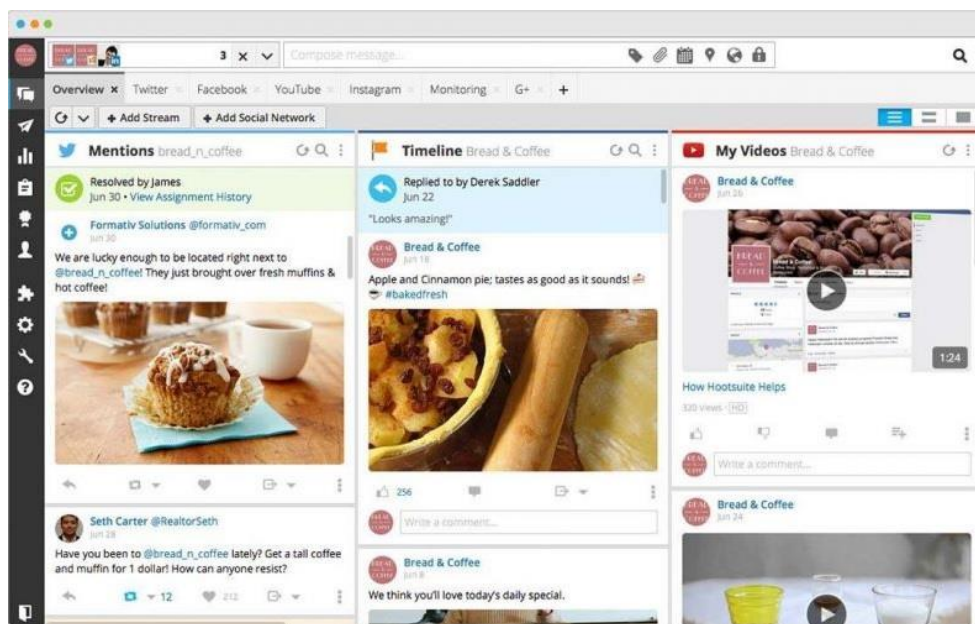 3
Compose message...
Overview
Twitter
Facebook
YouTube
Instagram
Monitoring
G+
+ Add Stream
+ Add Social Network
Mentions bread_n_coffee
Resolved by James
Jun 30 • View Assignment History
Formativ Solutions @formativ_com
Jun 30
We are lucky enough to be located right next to
@bread_n_coffee! They just brought over fresh muffins &
hot coffee!
Seth Carter @RealtorSeth
Jun 28
Have you been to @bread_n_coffee lately? Get a tall coffee
and muffin for 1 dollar! How can anyone resist?
12
212
Timeline Bread & Coffee
Replied to by Derek Saddler
Jun 22
"Looks amazing!"
Bread & Coffee
Jun 18
Apple and Cinnamon pie; tastes as good as it sounds!
#bakedfresh
256
Write a comment...
Bread & Coffee
Jun 8
We think you'll love today's daily special.
My Videos Bread & Coffee
Bread & Coffee
Jun 26
BREAD
&
COFFEE
Bread & Coffee
1:24
How Hootsuite Helps
320 views · HD
Write a comment...
Bread & Coffee
Jun 24